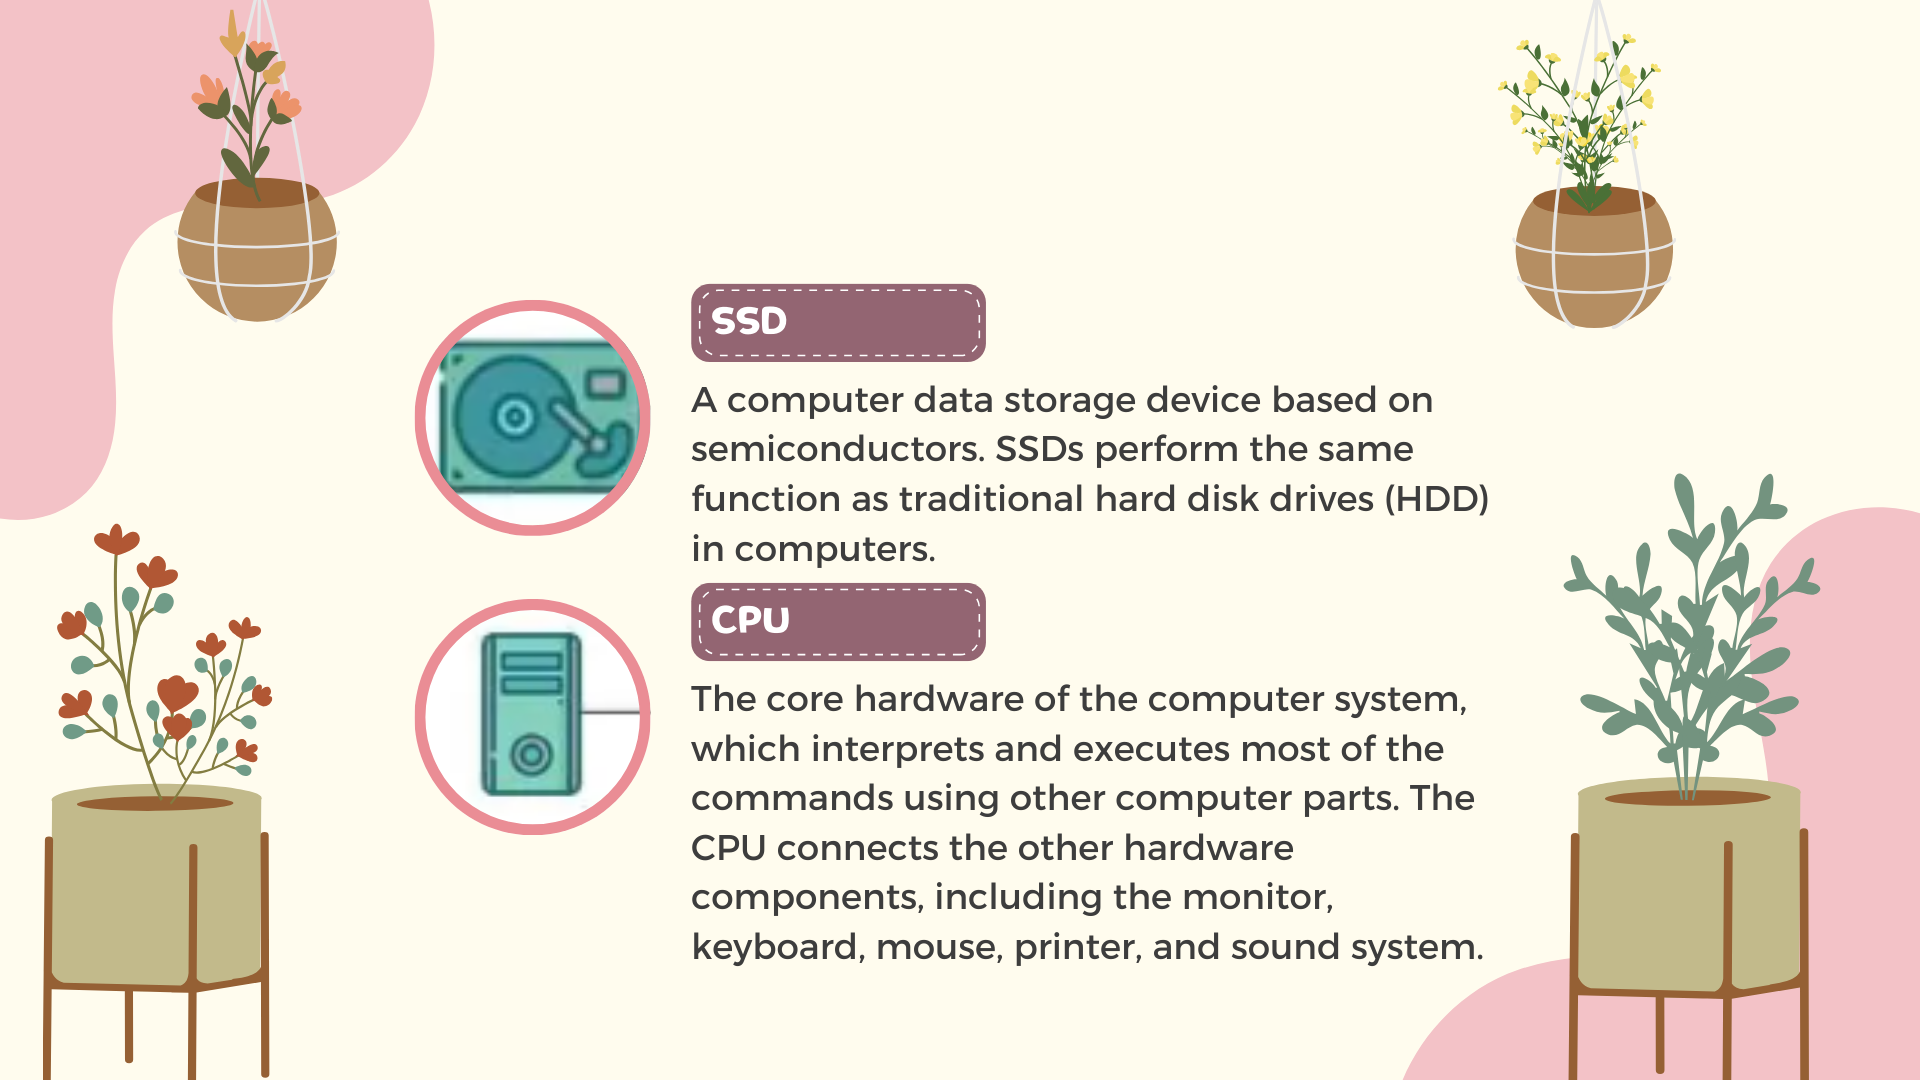 SSD
A computer data storage device based on
semiconductors. SSDs perform the same
function as traditional hard disk drives (HDD)
in computers.
CPU
The core hardware of the computer system,
which interprets and executes most of the
commands using other computer parts. The
CPU connects the other hardware
components, including the monitor,
keyboard, mouse, printer, and sound system.